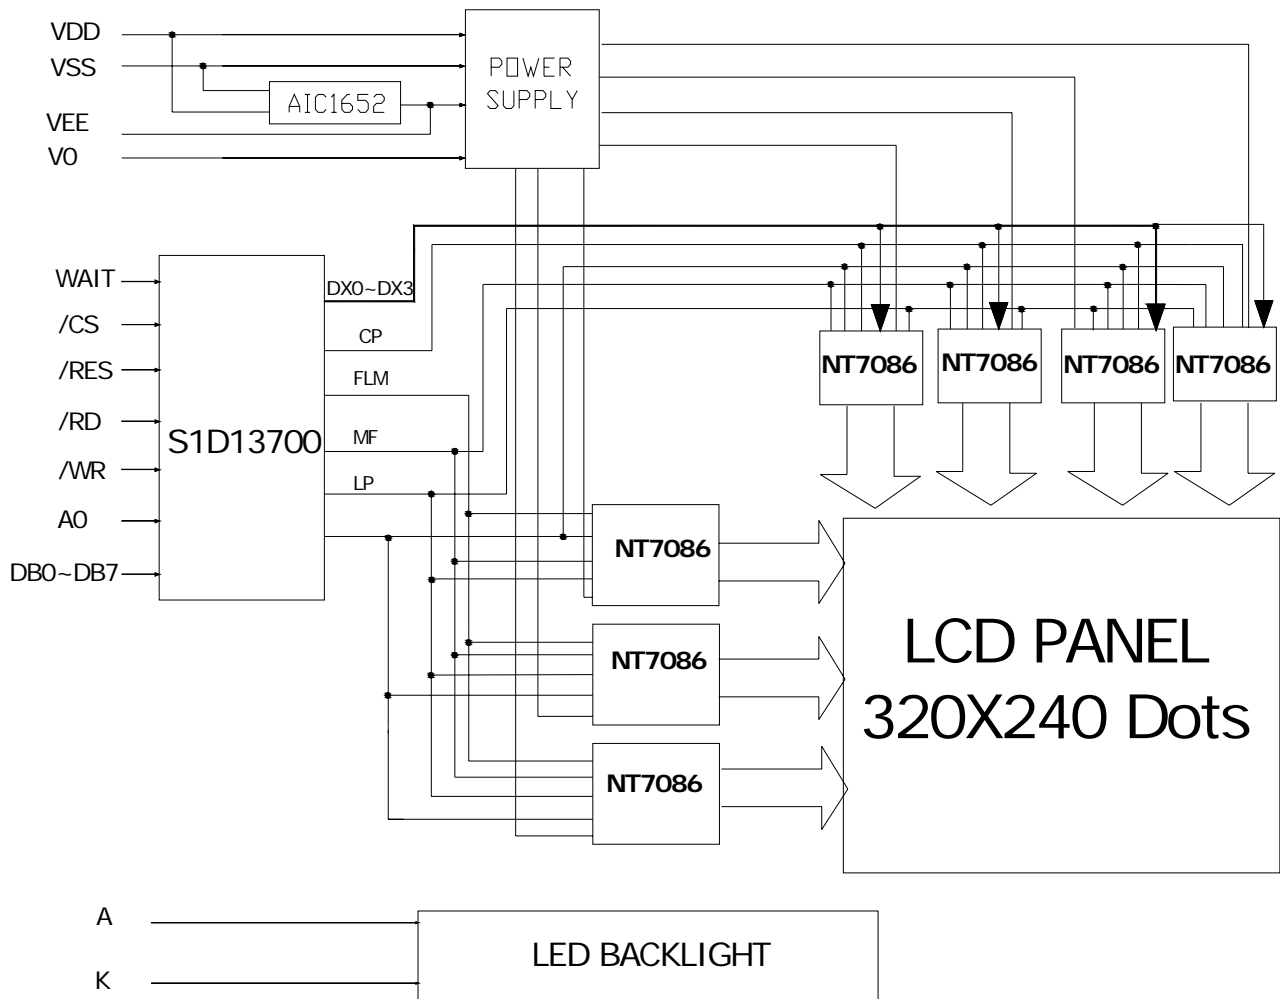 VDD
VSS
VEE
V0
AIC1652
POWER
SUPPLY
WAIT
/CS
/RES
/RD
/WR
A0
DB0~DB7
S1D13700
DX0~DX3
CP
FLM
MF
LP
NT7086
NT7086
NT7086
NT7086
NT7086
NT7086
NT7086
LCD PANEL
320X240 Dots
A
K
LED BACKLIGHT